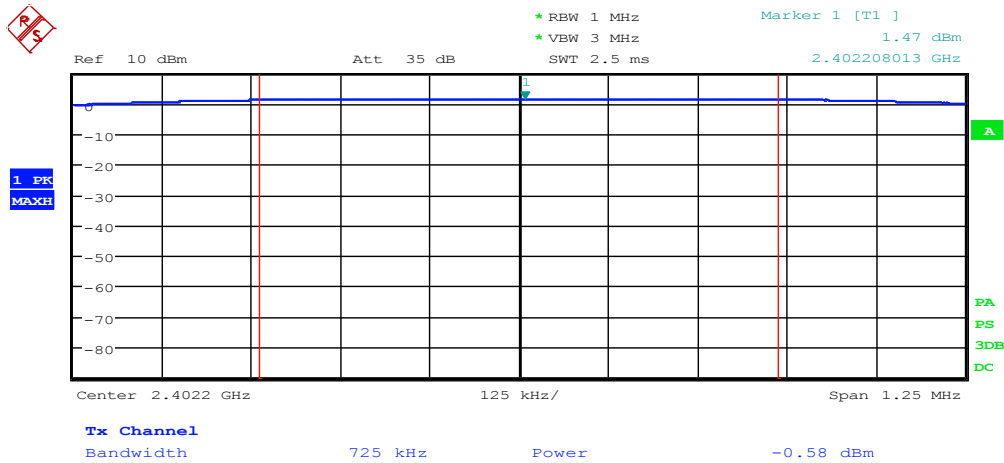 R&S
* RBW 1 MHz Marker 1 [T1 ]
* VBW 3 MHz 1.47 dBm
Ref 10 dBm Att 35 dB SWT 2.5 ms 2.402208013 GHz
1
0
-10
A
-20
1 PK
MAXH
-30
-40
-50
-60
PA
-70
PS
-80
3DB
DC
Center 2.4022 GHz 125 kHz/ Span 1.25 MHz
Tx Channel
Bandwidth 725 kHz Power -0.58 dBm